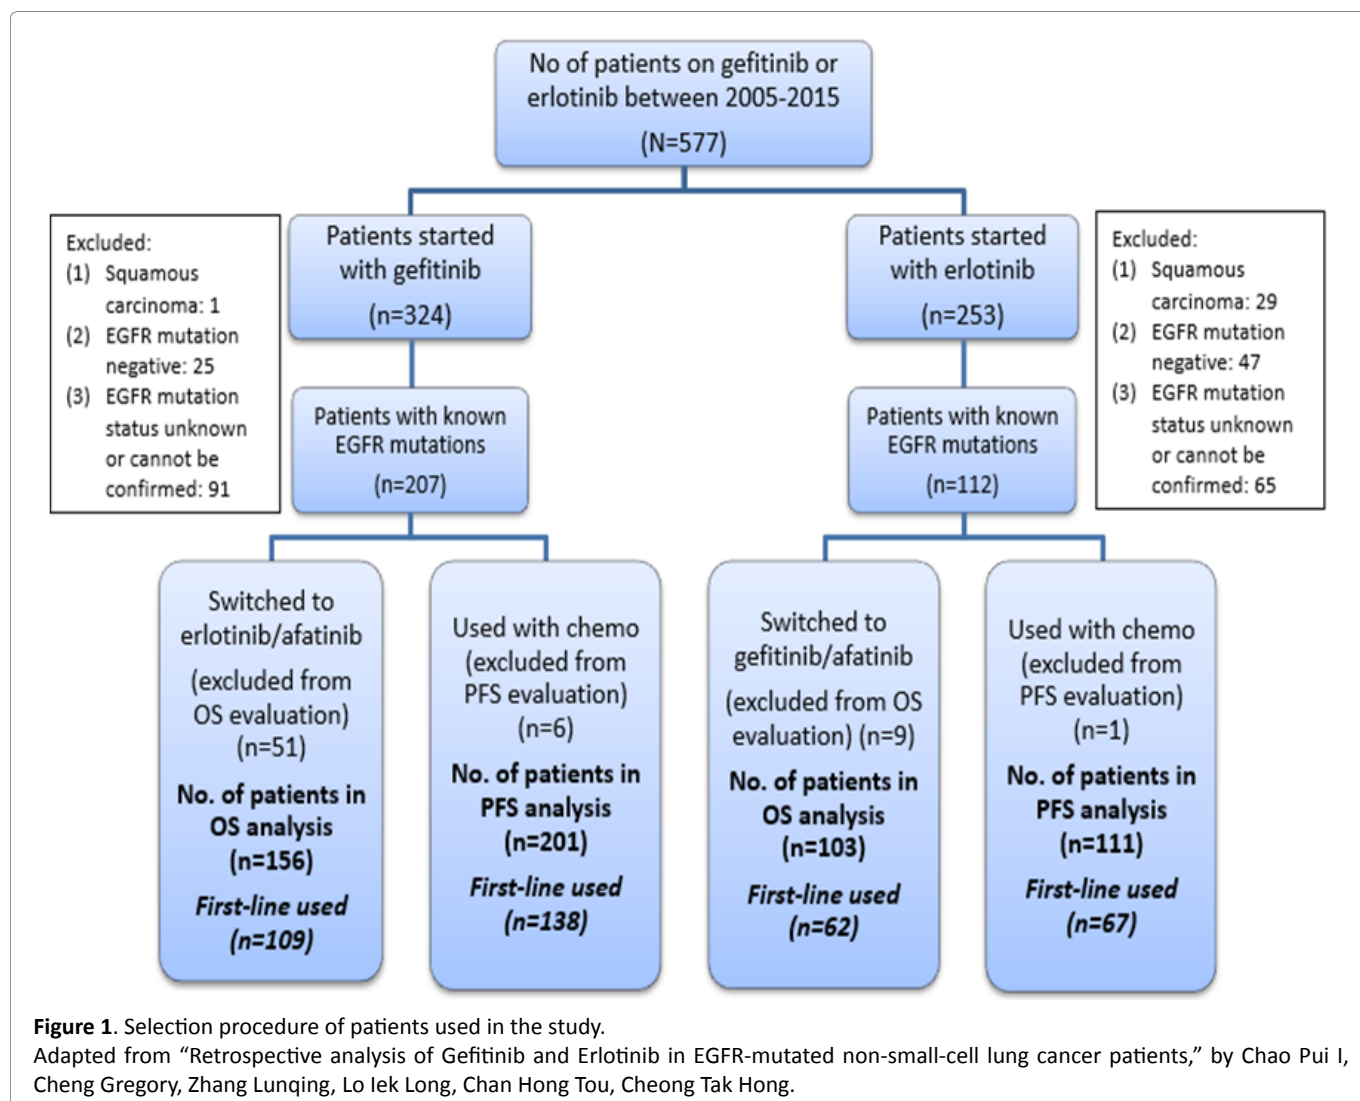 No of patients on gefitinib or
erlotinib between 2005-2015
(N=577)
Excluded:
(1) Squamous
carcinoma: 1
(2) EGFR mutation
negative: 25
(3) EGFR mutation
status unknown
or cannot be
confirmed: 91
Patients started
with gefitinib
(n=324)
Patients started
with erlotinib
(n=253)
Excluded:
(1) Squamous
carcinoma: 29
(2) EGFR mutation
negative: 47
(3) EGFR mutation
status unknown
or cannot be
confirmed: 65
Patients with known
EGFR mutations
(n=207)
Patients with known
EGFR mutations
(n=112)
Switched to
erlotinib/afatinib
(excluded from
OS evaluation)
(n=51)
No. of patients in
OS analysis
(n=156)
First-line used
(n=109)
Used with chemo
(excluded from
PFS evaluation)
(n=6)
No. of patients in
PFS analysis
(n=201)
First-line used
(n=138)
Switched to
gefitinib/afatinib
(excluded from OS
evaluation) (n=9)
No. of patients in
OS analysis
(n=103)
First-line used
(n=62)
Used with chemo
(excluded from
PFS evaluation)
(n=1)
No. of patients in
PFS analysis
(n=111)
First-line used
(n=67)
Figure 1. Selection procedure of patients used in the study.
Adapted from “Retrospective analysis of Gefitinib and Erlotinib in EGFR-mutated non-small-cell lung cancer patients,” by Chao Pui I,
Cheng Gregory, Zhang Lunqing, Lo Iek Long, Chan Hong Tou, Cheong Tak Hong.